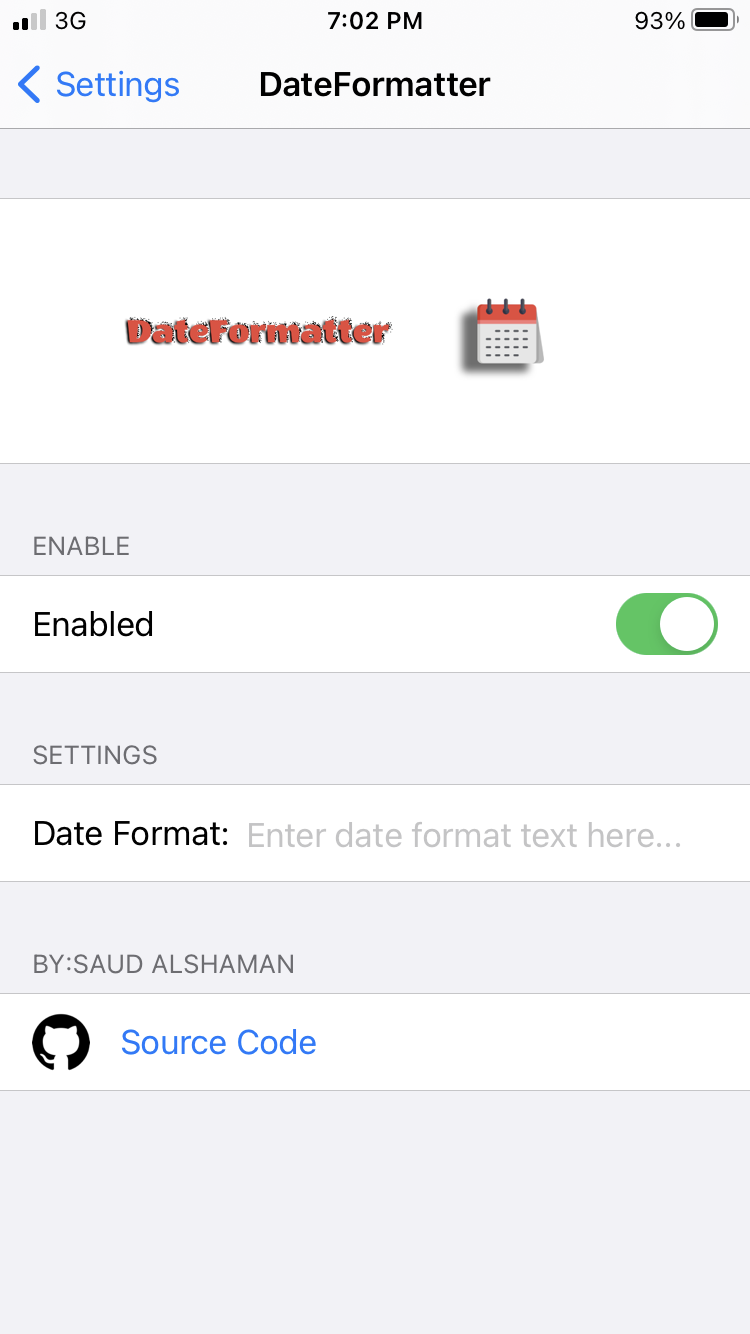 3G 7:02 PM 93%
Settings DateFormatter
DateFormatter
ENABLE
Enabled
SETTINGS
Date Format: Enter date format text here...
BY:SAUD ALSHAMAN
Source Code